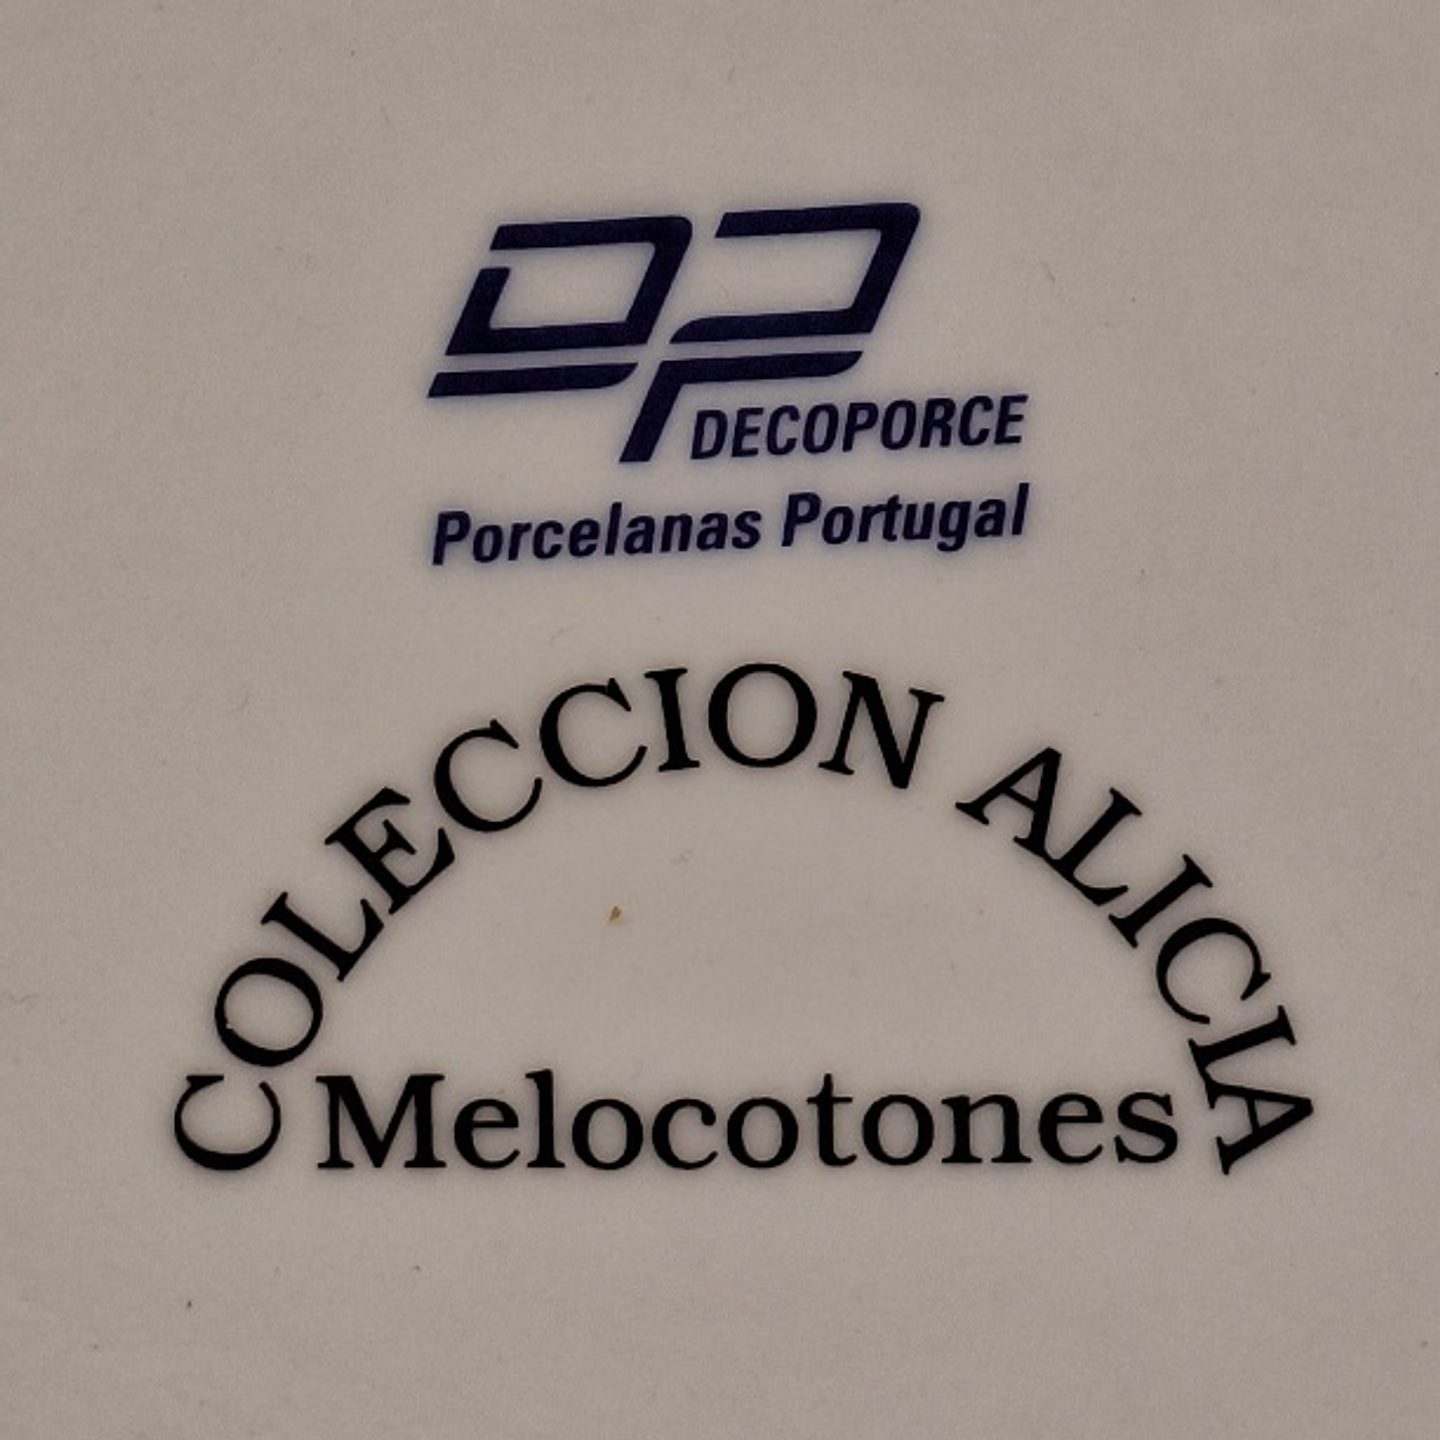 DP
DECOPORCE
Porcelanas Portugal
COLECCION ALICIA
Melocotones